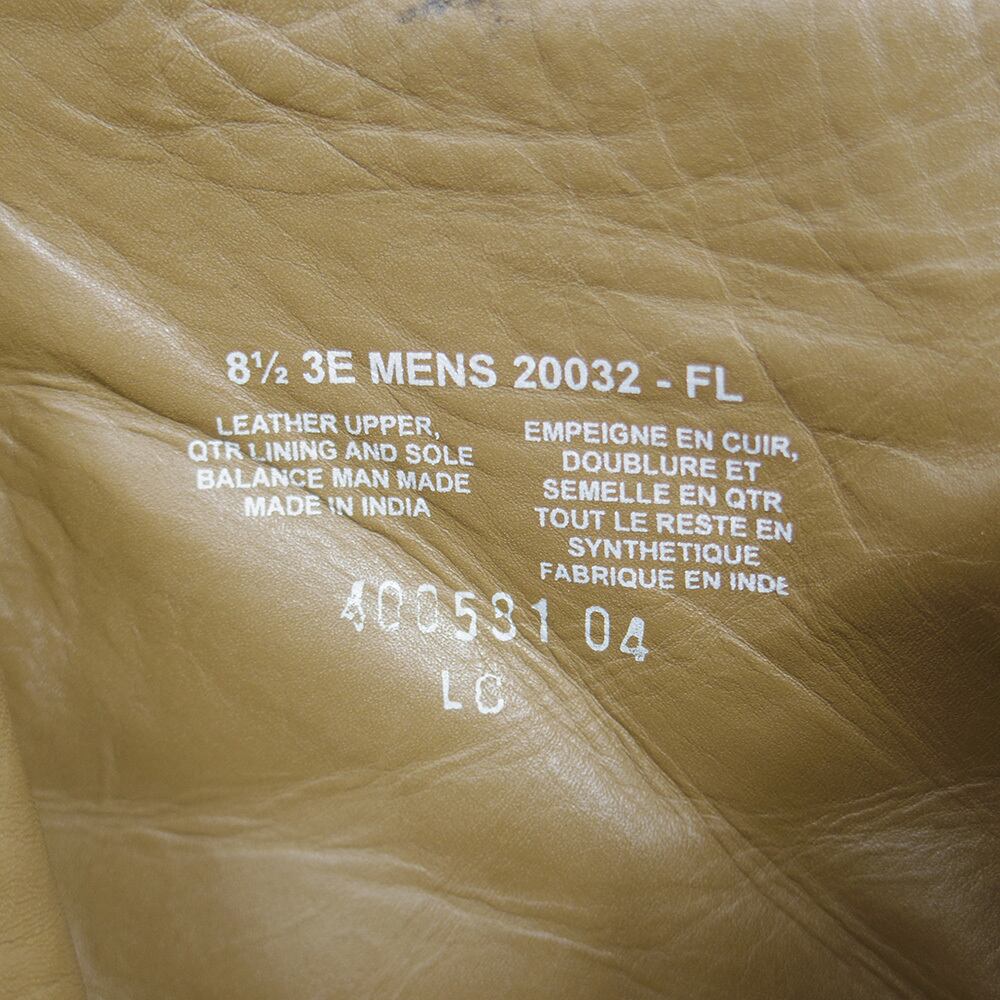 8½ 3E MENS 20032 - FL
LEATHER UPPER,
QTR LINING AND SOLE
BALANCE MAN MADE
MADE IN INDIA
EMPEIGNE EN CUIR,
DOUBLURE ET
SEMELLE EN QTR
TOUT LE RESTE EN
SYNTHETIQUE
FABRIQUE EN INDE
400531 04
LC